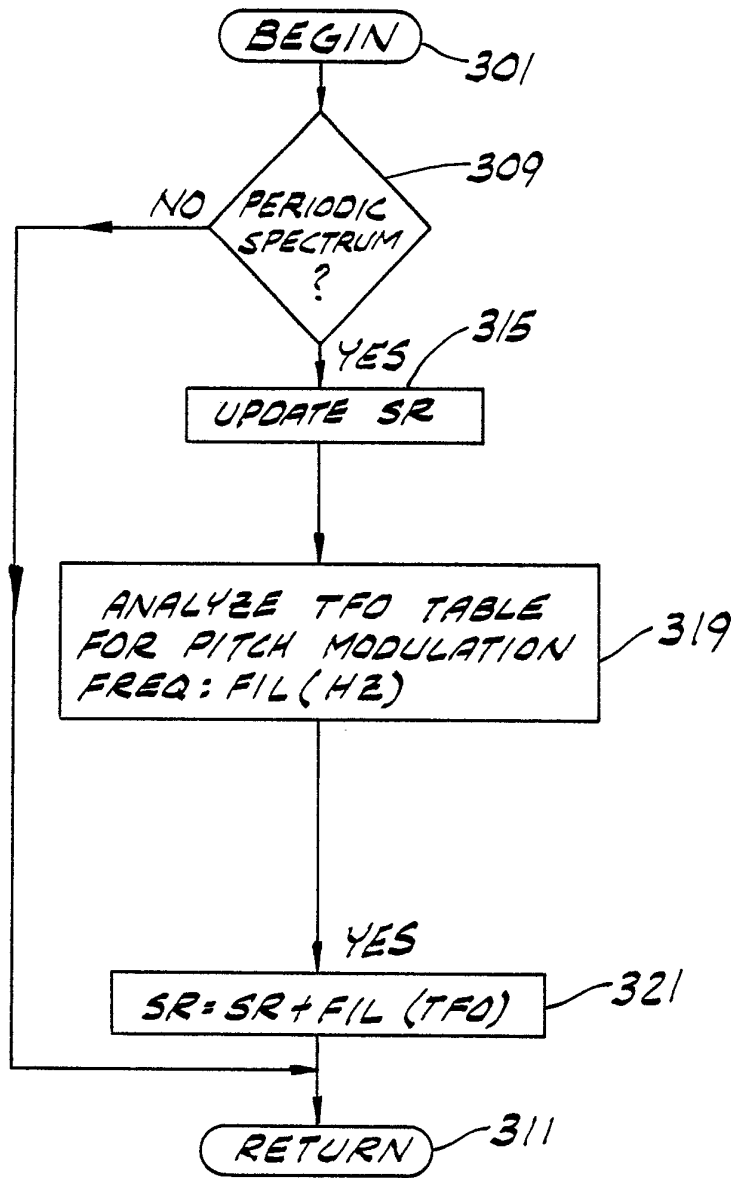 BEGIN
301
309
NO
PERIODIC
SPECTRUM
?
YES
315
UPDATE SR
ANALYZE TFO TABLE
FOR PITCH MODULATION
FREQ: FIL(HZ)
319
YES
SR=SR+FIL (TFO)
321
RETURN
311